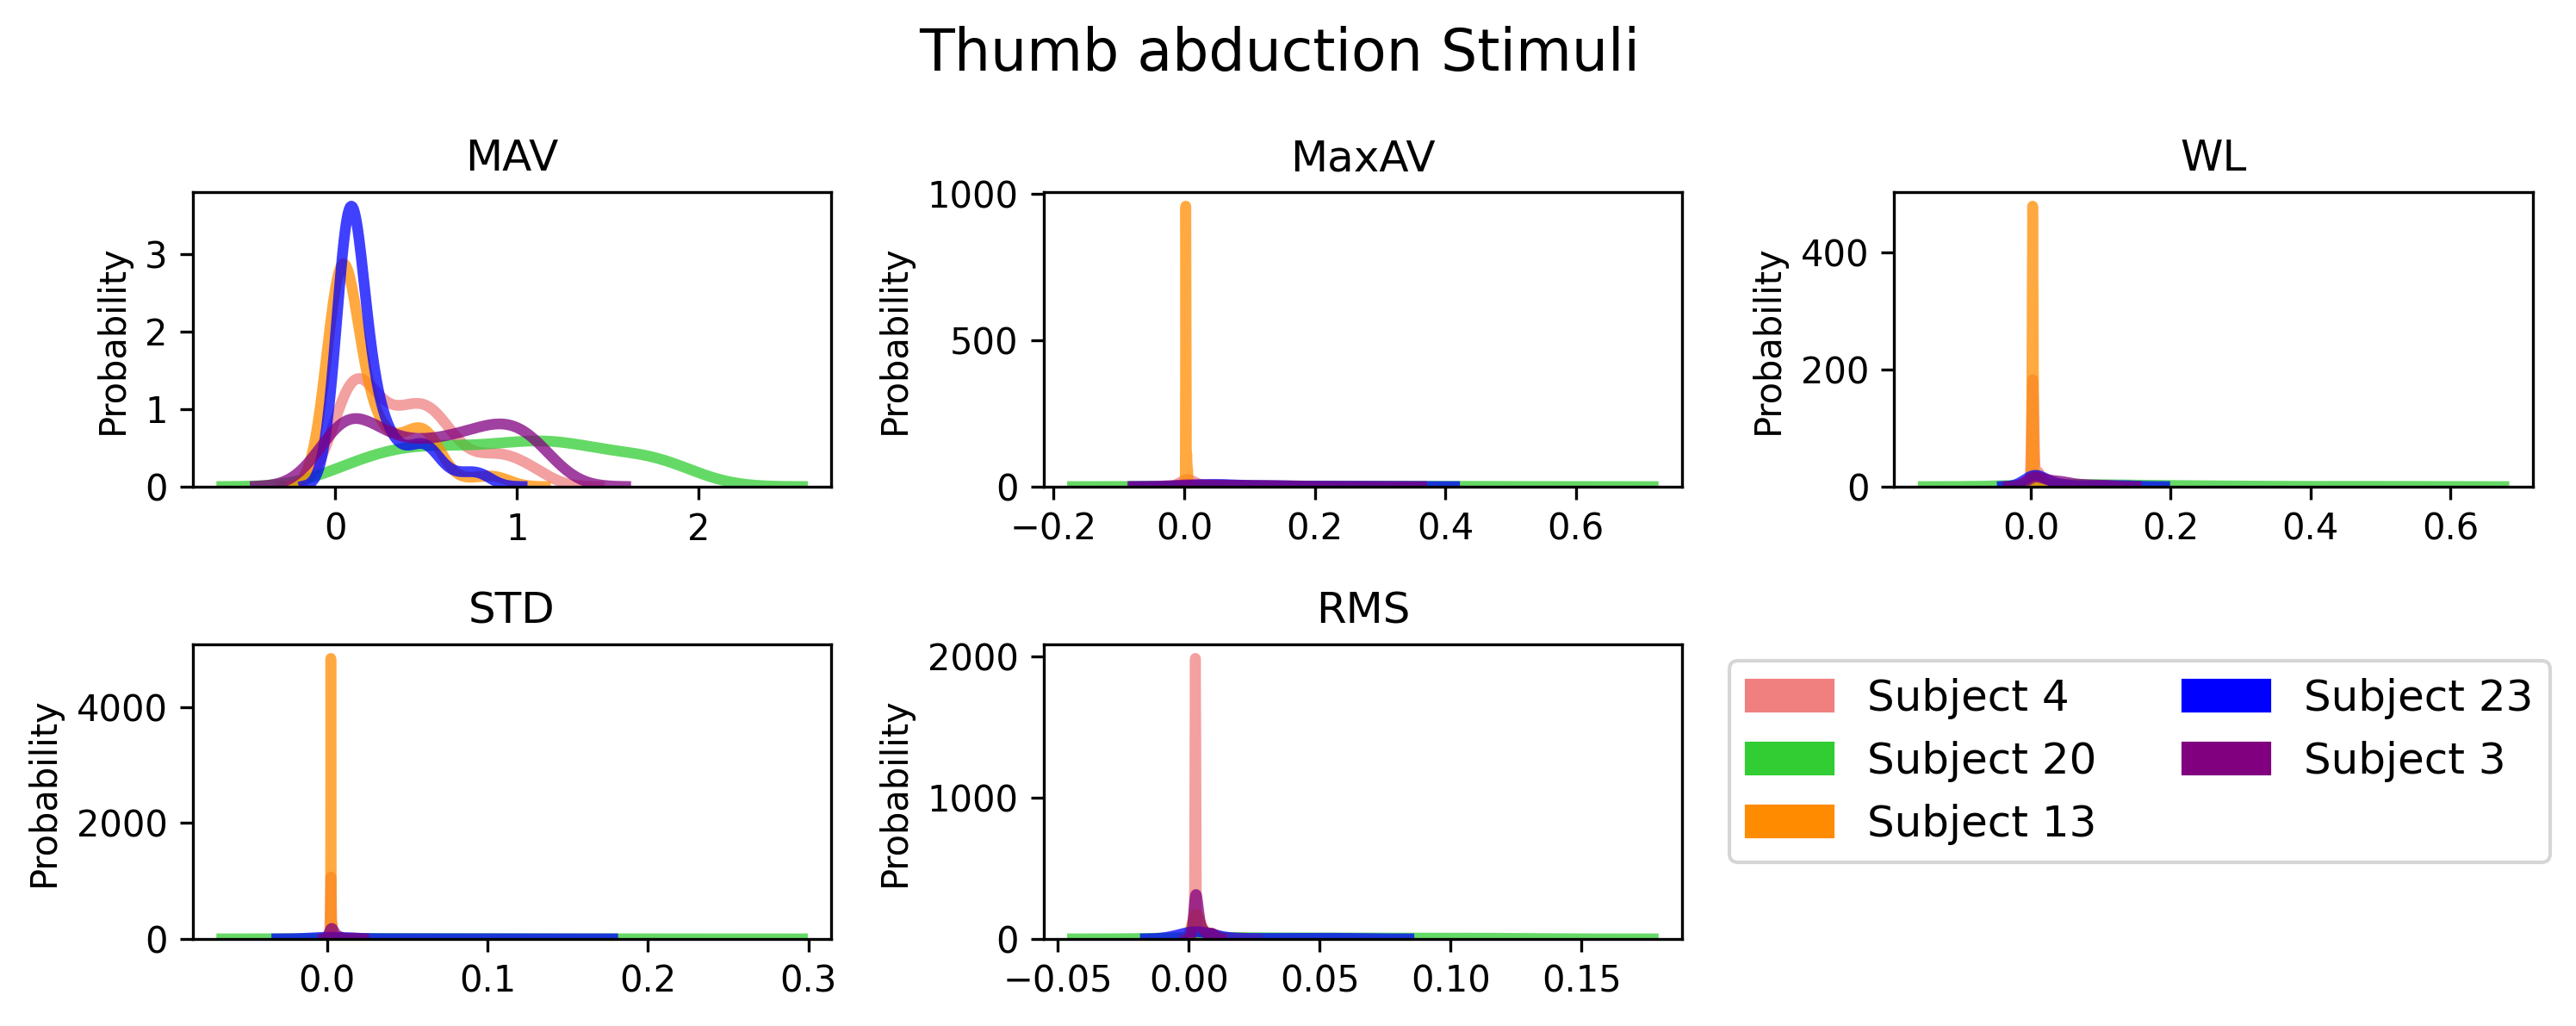 Thumb abduction Stimuli
MAV
Probability
0
1
2
3
0 1 2
MaxAV
Probability
1000
500
0
−0.2 0.0 0.2 0.4 0.6
WL
Probability
400
200
0
0.0 0.2 0.4 0.6
STD
Probability
4000
2000
0
0.0 0.1 0.2 0.3
RMS
Probability
2000
1000
0
−0.05 0.00 0.05 0.10 0.15
Subject 4
Subject 20
Subject 13
Subject 23
Subject 3